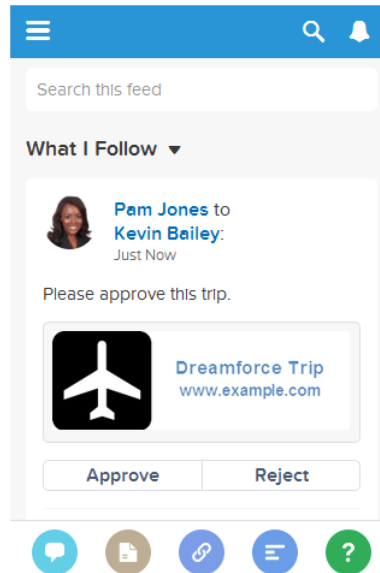 Search this feed
What I Follow
Pam Jones to
Kevin Bailey:
Just Now
Please approve this trip.
Dreamforce Trip
www.example.com
Approve Reject
?